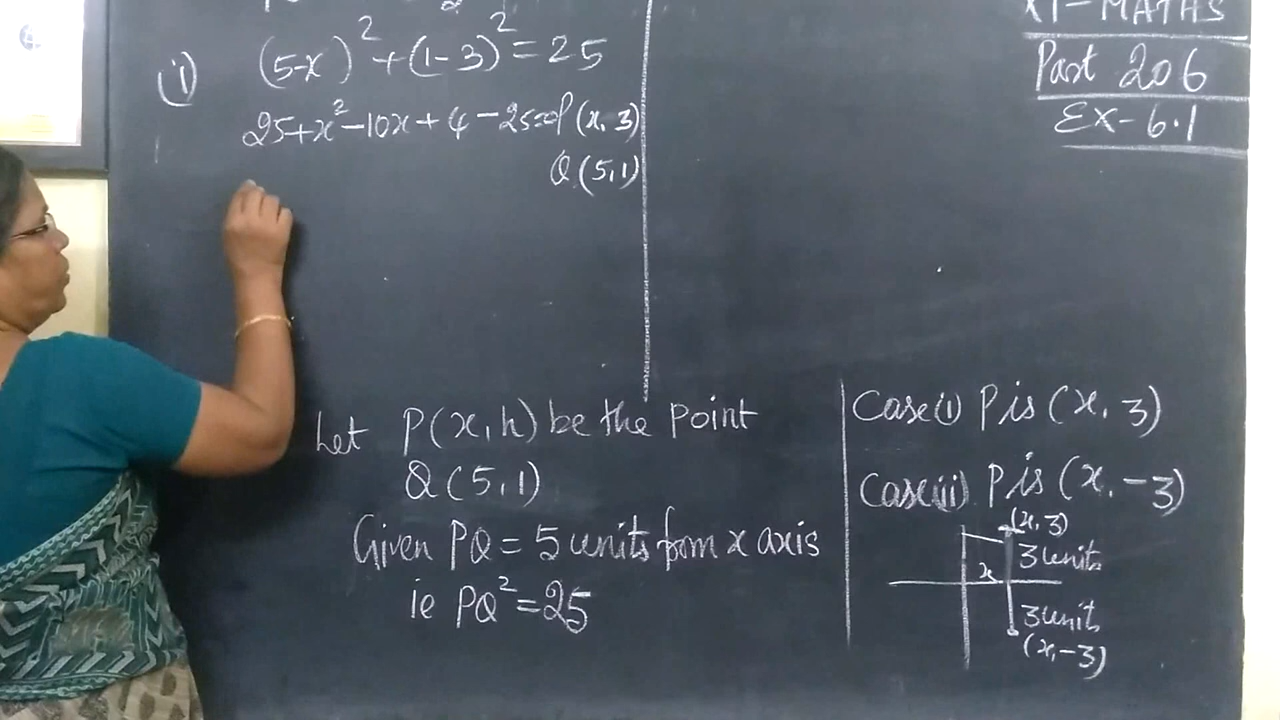 (i) (5-x)² + (1-3)² = 25
25+x²-10x+4-25=0 P(x, 3)
Q(5,1)
XI-MATHS
Part 206
Ex-6.1
Let P(x,h) be the point
Q(5,1)
Given PQ = 5 units from x axis
ie PQ² = 25
Case(i) P is (x, 3)
Case(ii) P is (x, -3)
(x, 3)
3 units
x
3 units
(x, -3)